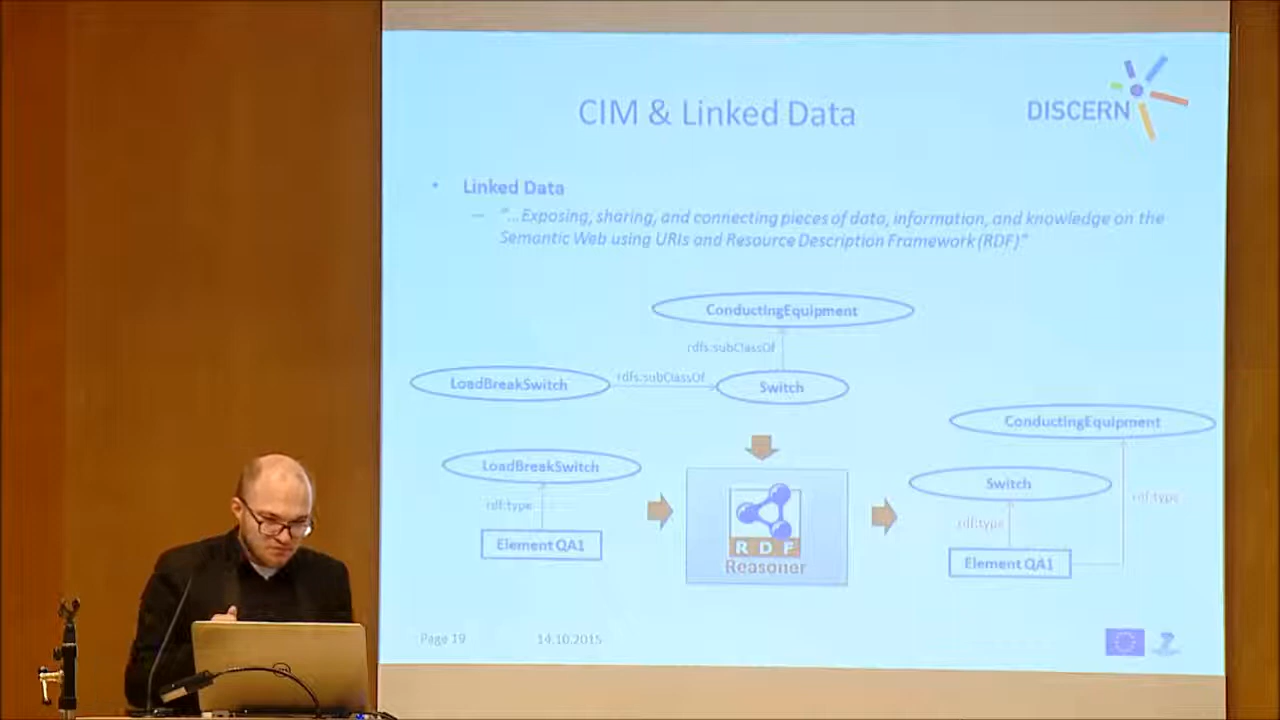 CIM & Linked Data
DISCERN
• Linked Data
– "...Exposing, sharing, and connecting pieces of data, information, and knowledge on the
Semantic Web using URIs and Resource Description Framework (RDF)"
ConductingEquipment
rdfs:subClassOf
LoadBreakSwitch
rdfs:subClassOf
Switch
ConductingEquipment
LoadBreakSwitch
Switch
rdf:type
rdf:type
rdf:type
Element QA1
RDF
Reasoner
Element QA1
Page 19
14.10.2015